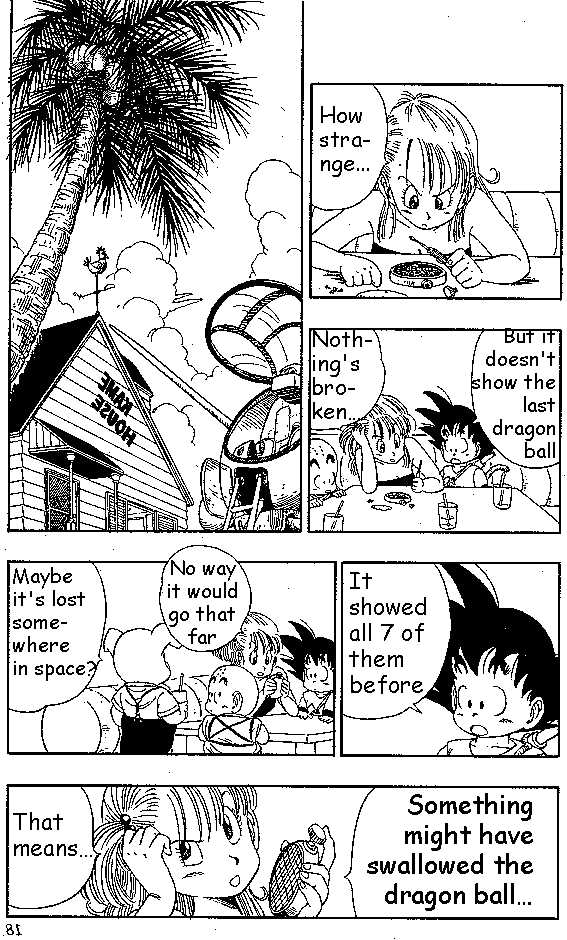 KAME
HOUSE
How
stra-
nge...
Noth-
ing's
bro-
ken...
But it
doesn't
show the
last
dragon
ball
Maybe
it's lost
some-
where
in space?
No way
it would
go that
far
It
showed
all 7 of
them
before
That
means...
Something
might have
swallowed the
dragon ball...
18